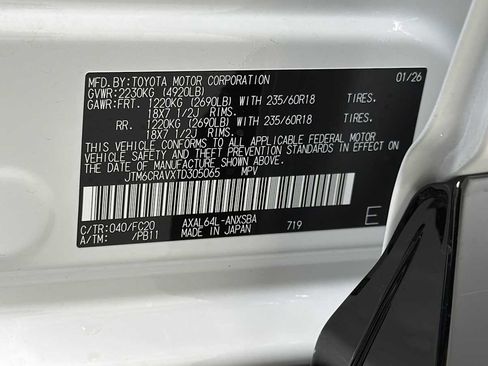 MFD.BY:TOYOTA MOTOR CORPORATION 01/26
GVWR:2230KG (4920LB)
GAWR:FRT. 1220KG (2690LB) WITH 235/60R18 TIRES.
18X7 1/2J RIMS.
RR. 1220KG (2690LB) WITH 235/60R18 TIRES.
18X7 1/2J RIMS.
THIS VEHICLE CONFORMS TO ALL APPLICABLE FEDERAL MOTOR
VEHICLE SAFETY AND THEFT PREVENTION STANDARDS IN EFFECT ON
THE DATE OF MANUFACTURE SHOWN ABOVE.
JTM6CRAVXTD305065 MPV
C/TR:040/FC20 AXAL64L-ANXSBA
A/TM: /PB11 MADE IN JAPAN 719
E